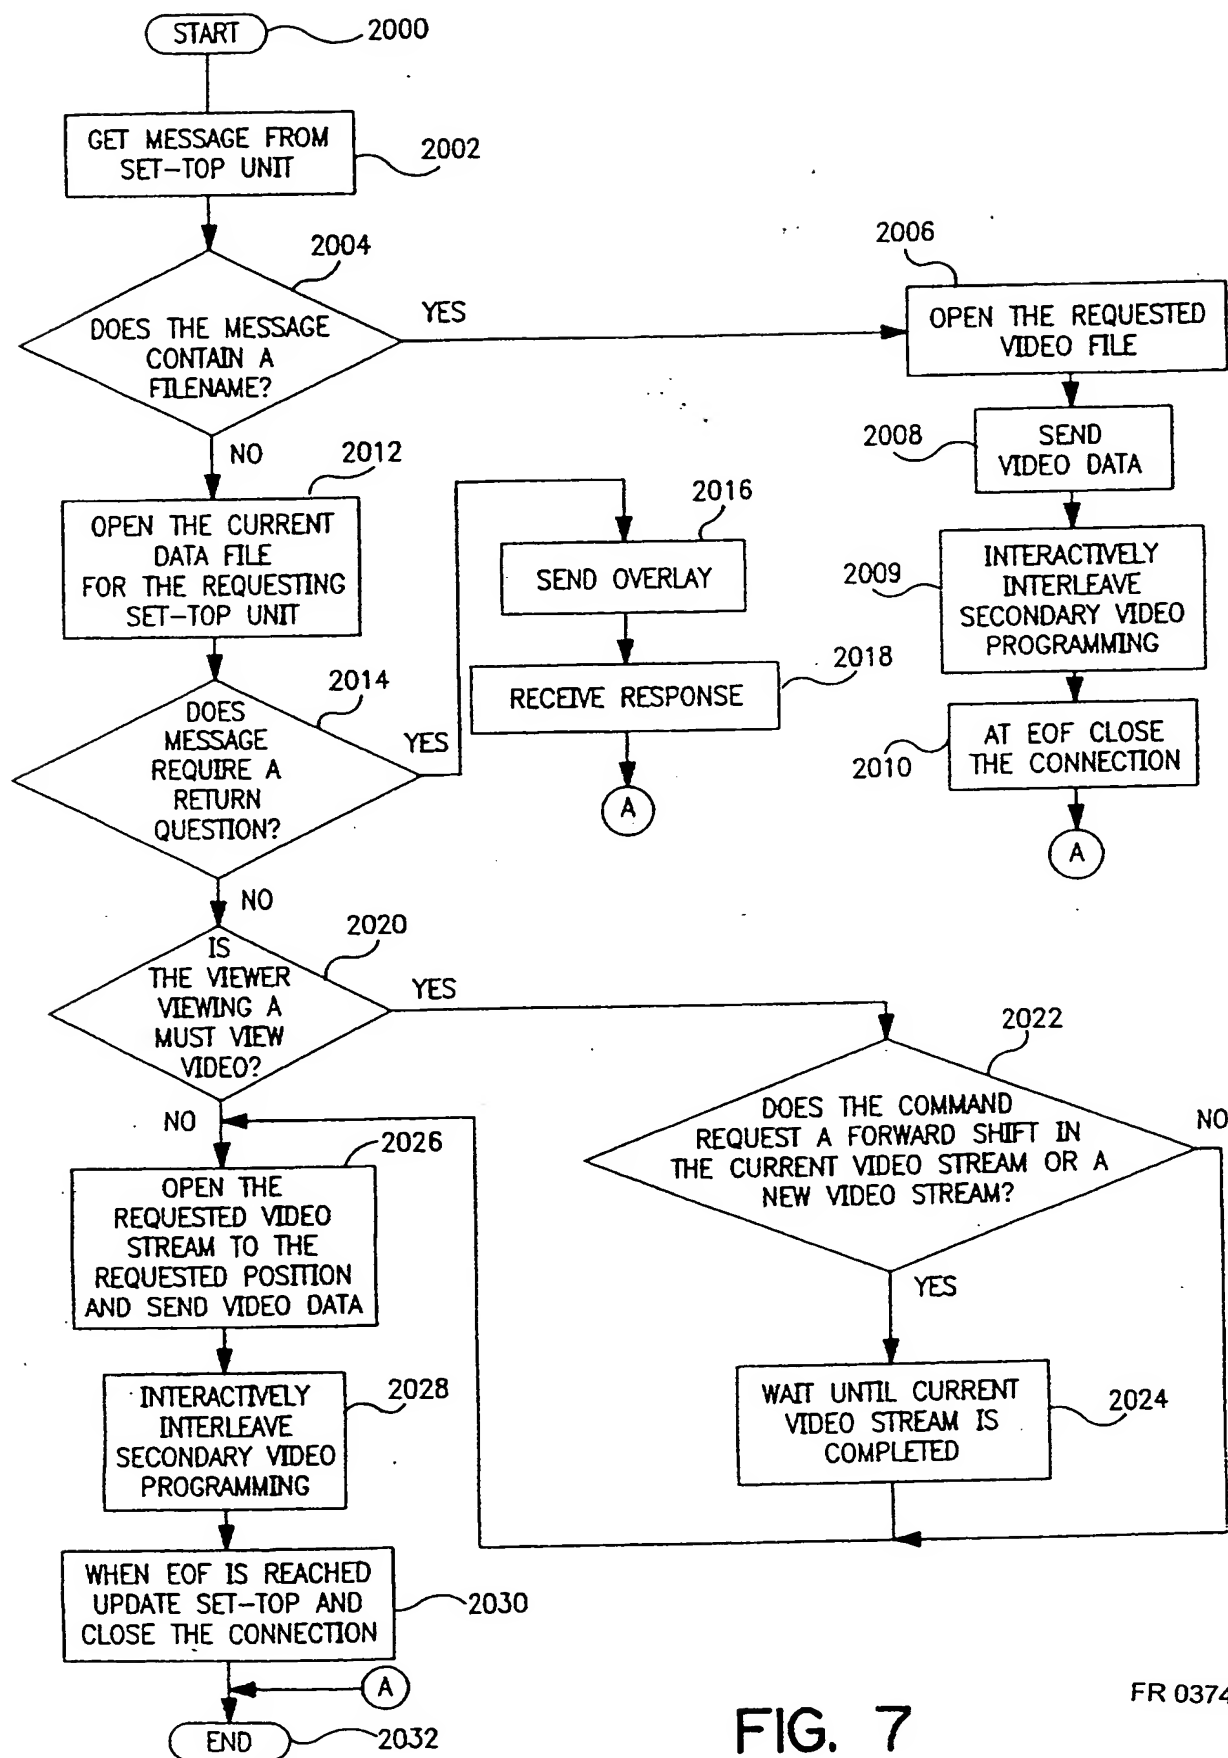 START
2000
GET MESSAGE FROM
SET-TOP UNIT
2002
2004
DOES THE MESSAGE
CONTAIN A
FILENAME?
YES
NO
2006
OPEN THE REQUESTED
VIDEO FILE
2008
SEND
VIDEO DATA
2009
INTERACTIVELY
INTERLEAVE
SECONDARY VIDEO
PROGRAMMING
2010
AT EOF CLOSE
THE CONNECTION
A
2012
OPEN THE CURRENT
DATA FILE
FOR THE REQUESTING
SET-TOP UNIT
2014
DOES
MESSAGE
REQUIRE A
RETURN
QUESTION?
YES
NO
2016
SEND OVERLAY
2018
RECEIVE RESPONSE
A
2020
IS
THE VIEWER
VIEWING A
MUST VIEW
VIDEO?
YES
NO
2022
DOES THE COMMAND
REQUEST A FORWARD SHIFT IN
THE CURRENT VIDEO STREAM OR A
NEW VIDEO STREAM?
NO
YES
WAIT UNTIL CURRENT
VIDEO STREAM IS
COMPLETED
2024
2026
OPEN THE
REQUESTED VIDEO
STREAM TO THE
REQUESTED POSITION
AND SEND VIDEO DATA
INTERACTIVELY
INTERLEAVE
SECONDARY VIDEO
PROGRAMMING
2028
WHEN EOF IS REACHED
UPDATE SET-TOP AND
CLOSE THE CONNECTION
2030
A
END
2032
FIG. 7
FR 0374